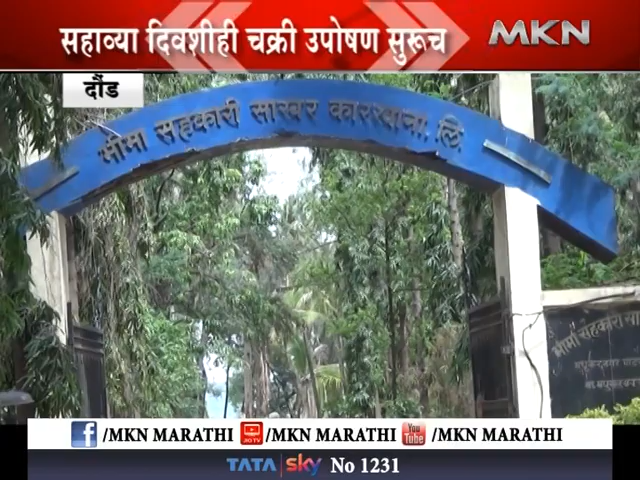 सहाव्या दिवशीही चक्री उपोषण सुरूच
MKN
दौंड
भीमा सहकारी साखर कारखाना. लि.
भीमा सहकारी सा
/MKN MARATHI /MKN MARATHI /MKN MARATHI
TATA sky No 1231